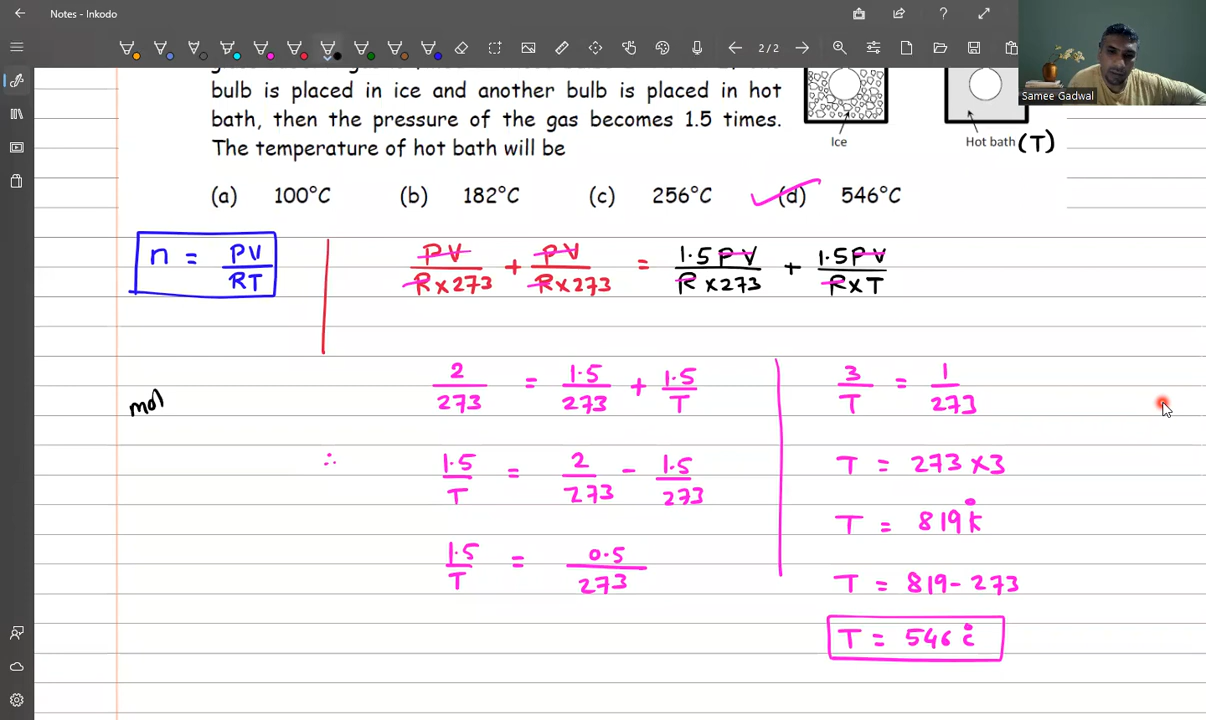 Notes - Inkodo
2/2
Samee Gadwal
bulb is placed in ice and another bulb is placed in hot
bath, then the pressure of the gas becomes 1.5 times.
The temperature of hot bath will be
Ice
Hot bath (T)
(a) 100°C (b) 182°C (c) 256°C (d) 546°C
n = PV/RT
PV/R×273 + PV/R×273 = 1.5PV/R×273 + 1.5PV/R×T
mol
2/273 = 1.5/273 + 1.5/T
∴ 1.5/T = 2/273 - 1.5/273
1.5/T = 0.5/273
3/T = 1/273
T = 273×3
T = 819 k°
T = 819-273
T = 546 c°